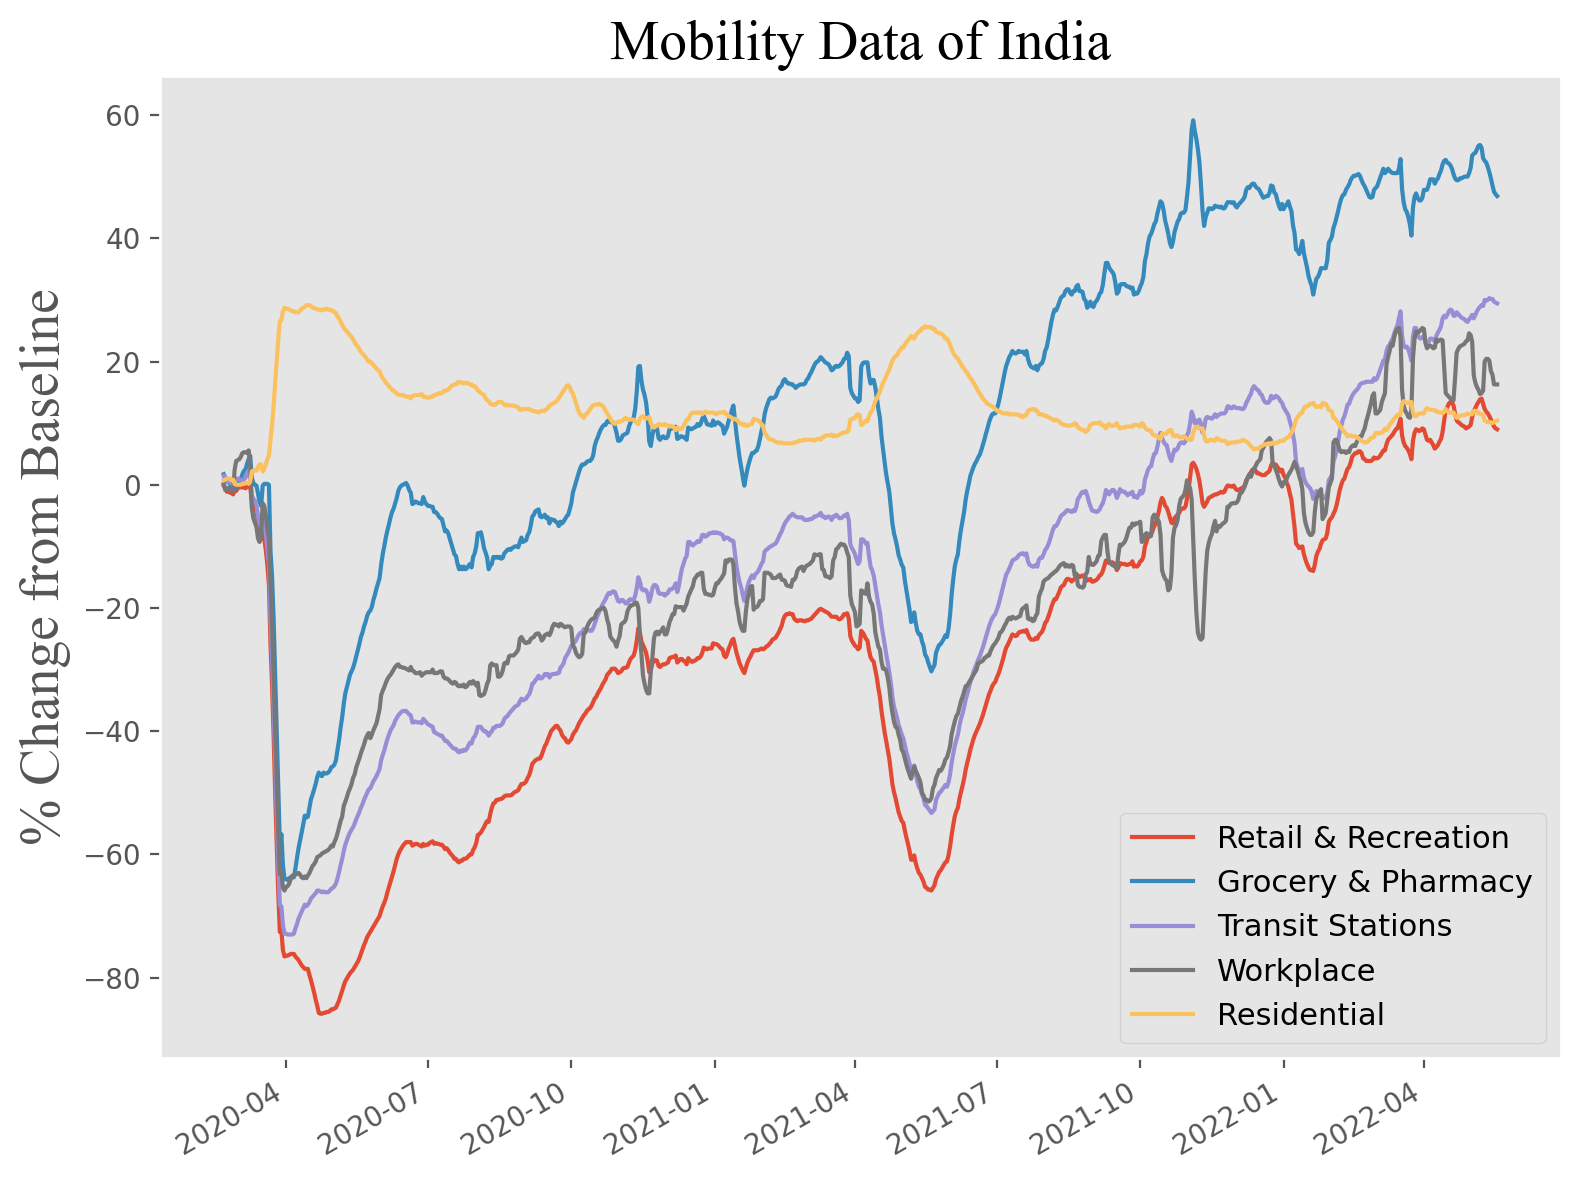 Mobility Data of India
% Change from Baseline
60
40
20
0
−20
−40
−60
−80
2020-04
2020-07
2020-10
2021-01
2021-04
2021-07
2021-10
2022-01
2022-04
Retail & Recreation
Grocery & Pharmacy
Transit Stations
Workplace
Residential